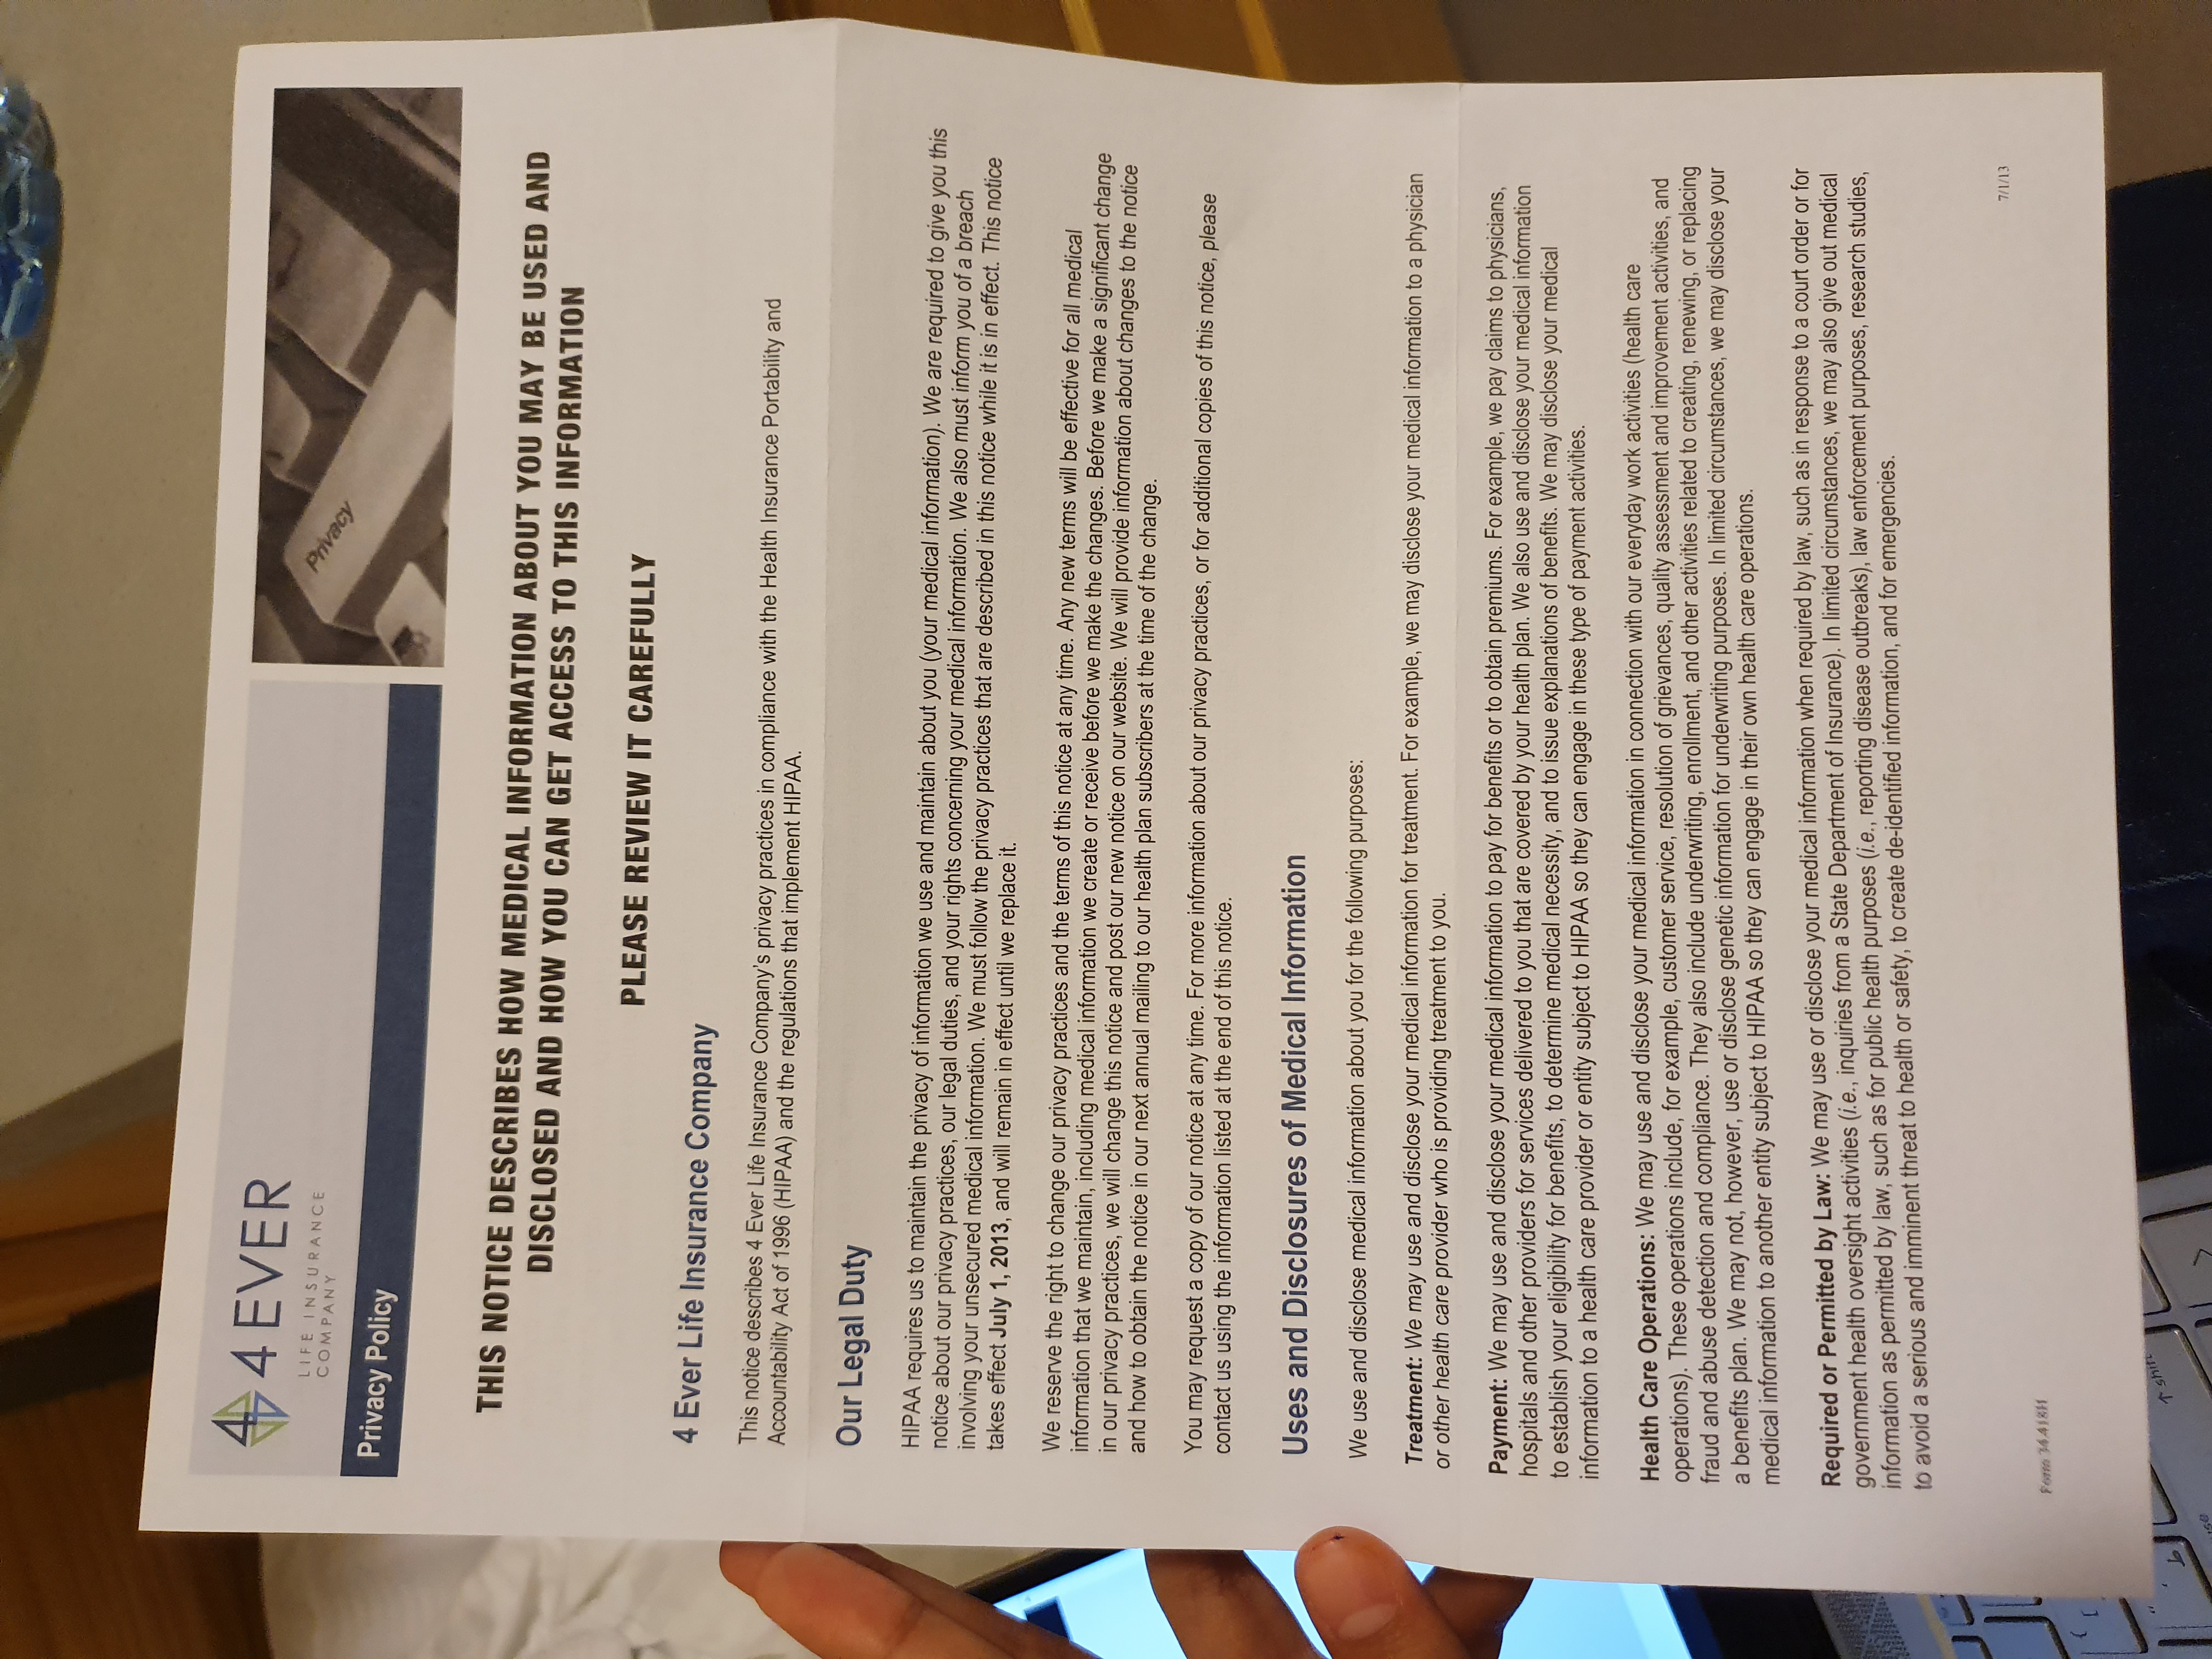 4 EVER
LIFE INSURANCE
COMPANY
Privacy Policy
Privacy
THIS NOTICE DESCRIBES HOW MEDICAL INFORMATION ABOUT YOU MAY BE USED AND
DISCLOSED AND HOW YOU CAN GET ACCESS TO THIS INFORMATION
PLEASE REVIEW IT CAREFULLY
4 Ever Life Insurance Company
This notice describes 4 Ever Life Insurance Company's privacy practices in compliance with the Health Insurance Portability and
Accountability Act of 1996 (HIPAA) and the regulations that implement HIPAA.
Our Legal Duty
HIPAA requires us to maintain the privacy of information we use and maintain about you (your medical information). We are required to give you this
notice about our privacy practices, our legal duties, and your rights concerning your medical information. We also must inform you of a breach
involving your unsecured medical information. We must follow the privacy practices that are described in this notice while it is in effect. This notice
takes effect July 1, 2013, and will remain in effect until we replace it.
We reserve the right to change our privacy practices and the terms of this notice at any time. Any new terms will be effective for all medical
information that we maintain, including medical information we create or receive before we make the changes. Before we make a significant change
in our privacy practices, we will change this notice and post our new notice on our website. We will provide information about changes to the notice
and how to obtain the notice in our next annual mailing to our health plan subscribers at the time of the change.
You may request a copy of our notice at any time. For more information about our privacy practices, or for additional copies of this notice, please
contact us using the information listed at the end of this notice.
Uses and Disclosures of Medical Information
We use and disclose medical information about you for the following purposes:
Treatment: We may use and disclose your medical information for treatment. For example, we may disclose your medical information to a physician
or other health care provider who is providing treatment to you.
Payment: We may use and disclose your medical information to pay for benefits or to obtain premiums. For example, we pay claims to physicians,
hospitals and other providers for services delivered to you that are covered by your health plan. We also use and disclose your medical information
to establish your eligibility for benefits, to determine medical necessity, and to issue explanations of benefits. We may disclose your medical
information to a health care provider or entity subject to HIPAA so they can engage in these type of payment activities.
Health Care Operations: We may use and disclose your medical information in connection with our everyday work activities (health care
operations). These operations include, for example, customer service, resolution of grievances, quality assessment and improvement activities, and
fraud and abuse detection and compliance. They also include underwriting, enrollment, and other activities related to creating, renewing, or replacing
a benefits plan. We may not, however, use or disclose genetic information for underwriting purposes. In limited circumstances, we may disclose your
medical information to another entity subject to HIPAA so they can engage in their own health care operations.
Required or Permitted by Law: We may use or disclose your medical information when required by law, such as in response to a court order or for
government health oversight activities (i.e., inquiries from a State Department of Insurance). In limited circumstances, we may also give out medical
information as permitted by law, such as for public health purposes (i.e., reporting disease outbreaks), law enforcement purposes, research studies,
to avoid a serious and imminent threat to health or safety, to create de-identified information, and for emergencies.
7/1/13
Form 34.418H
shift